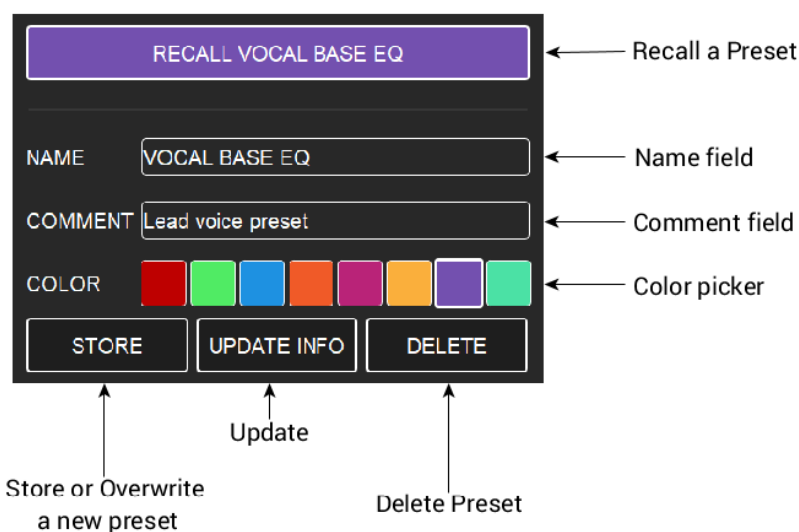 RECALL VOCAL BASE EQ
Recall a Preset
NAME
VOCAL BASE EQ
Name field
COMMENT
Lead voice preset
Comment field
COLOR
Color picker
STORE
UPDATE INFO
DELETE
Update
Store or Overwrite
a new preset
Delete Preset